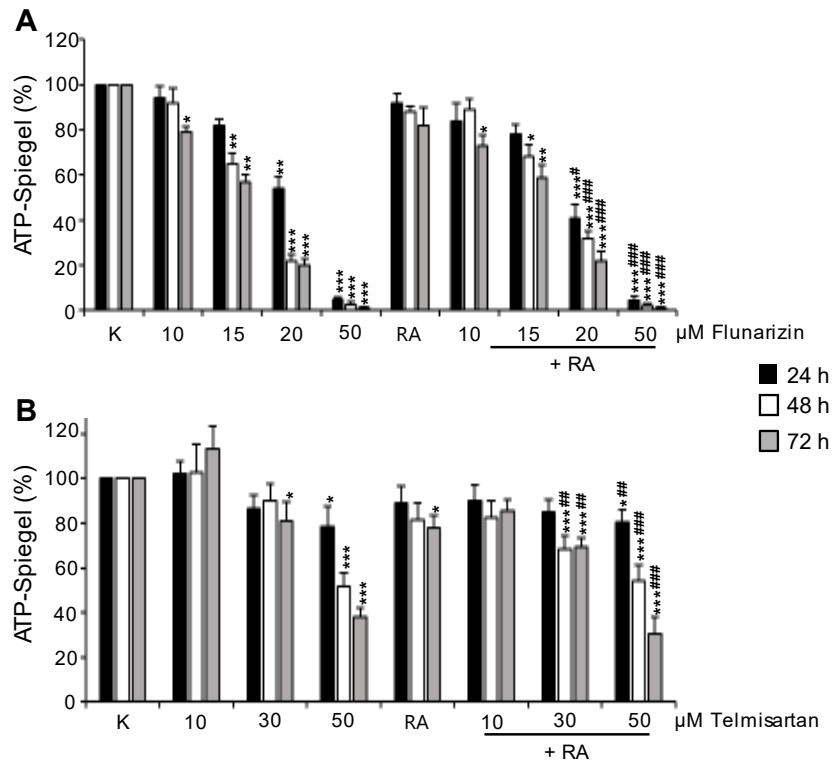 A
120
100
80
60
40
20
0
ATP-Spiegel (%)
* ** ** ** *** *** *** *** *** * * ** ***# ***### ***### ***### ***### ***###
K 10 15 20 50 RA 10 15 20 50 µM Flunarizin
+ RA
24 h
48 h
72 h
B
120
100
80
60
40
20
0
ATP-Spiegel (%)
* * *** *** * ***## ***## *## ***### ***###
K 10 30 50 RA 10 30 50 µM Telmisartan
+ RA